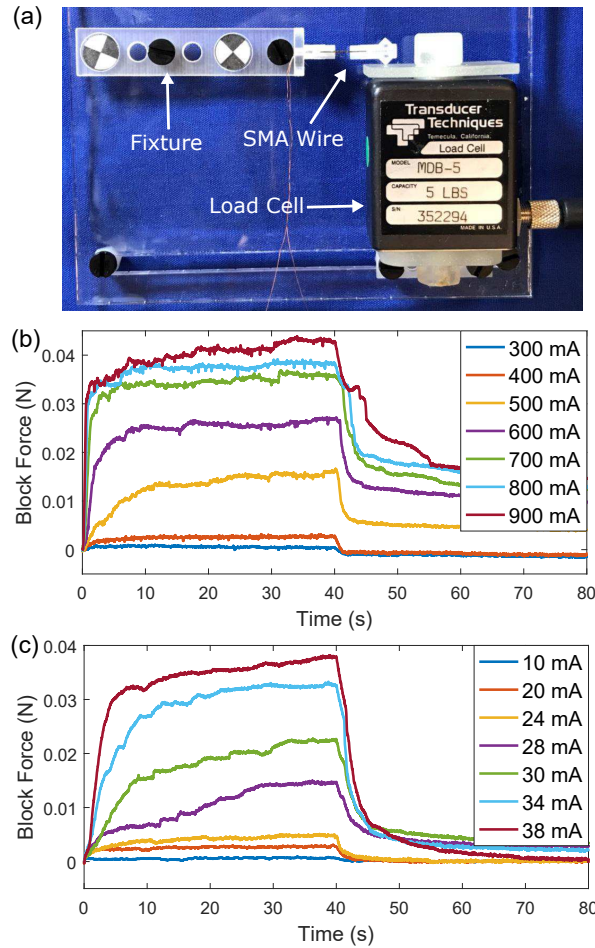 (a)
Fixture
SMA Wire
Load Cell
Transducer
Techniques
Temecula, California.
Load Cell
MODEL
MDB-5
CAPACITY
5 LBS
S/N
352294
MADE IN U.S.A.
(b)
Block Force (N)
0.04
0.03
0.02
0.01
0
0 10 20 30 40 50 60 70 80
Time (s)
300 mA
400 mA
500 mA
600 mA
700 mA
800 mA
900 mA
(c)
Block Force (N)
0.04
0.03
0.02
0.01
0
0 10 20 30 40 50 60 70 80
Time (s)
10 mA
20 mA
24 mA
28 mA
30 mA
34 mA
38 mA